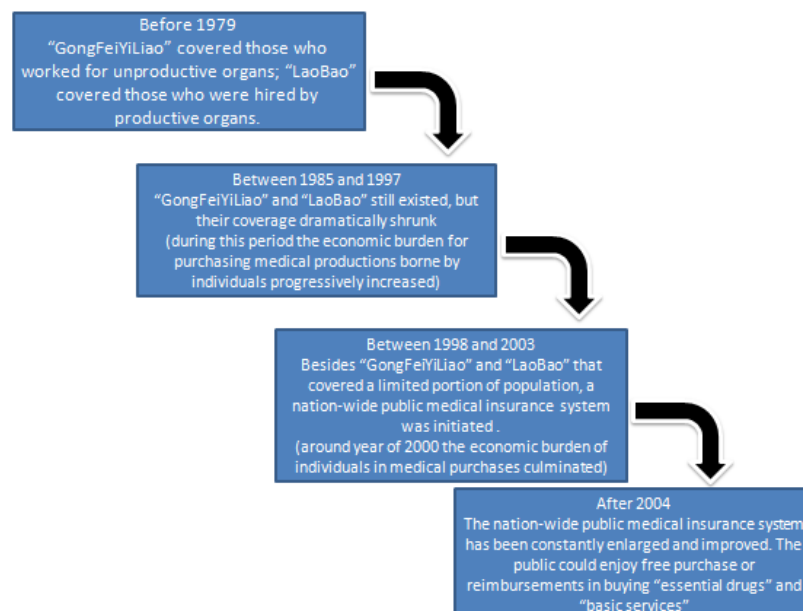 Before 1979
“GongFeiYiLiao” covered those who
worked for unproductive organs; “LaoBao”
covered those who were hired by
productive organs.
Between 1985 and 1997
“GongFeiYiLiao” and “LaoBao” still existed, but
their coverage dramatically shrunk
(during this period the economic burden for
purchasing medical productions borne by
individuals progressively increased)
Between 1998 and 2003
Besides “GongFeiYiLiao” and “LaoBao” that
covered a limited portion of population, a
nation-wide public medical insurance system
was initiated .
(around year of 2000 the economic burden of
individuals in medical purchases culminated)
After 2004
The nation-wide public medical insurance system
has been constantly enlarged and improved. The
public could enjoy free purchase or
reimbursements in buying “essential drugs” and
“basic services”